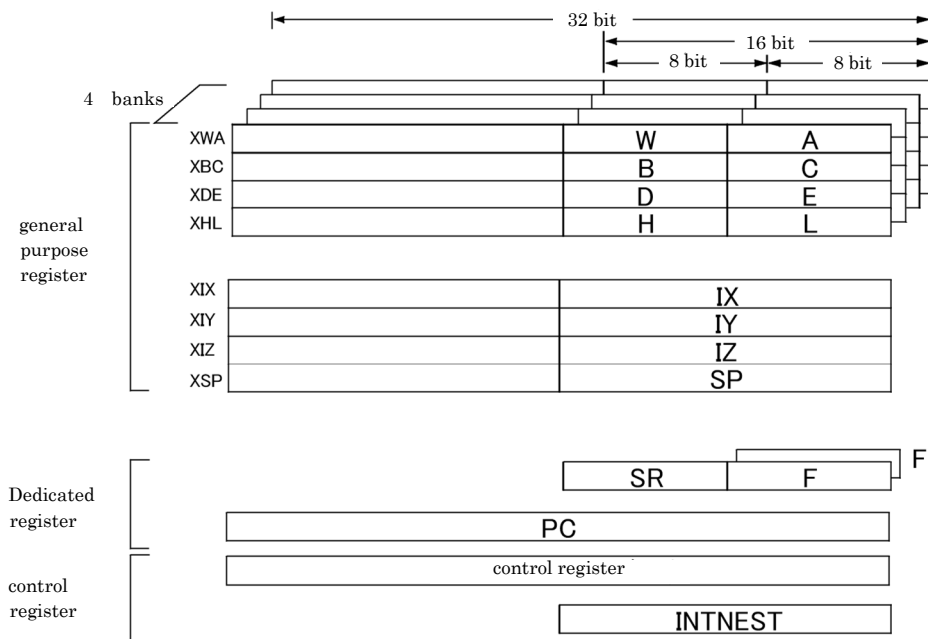 32 bit
16 bit
8 bit 8 bit
4 banks
XWA W A
XBC B C
XDE D E
XHL H L
general
purpose
register
XIX IX
XIY IY
XIZ IZ
XSP SP
F'
SR F
Dedicated
register
PC
control register
control
register
INTNEST